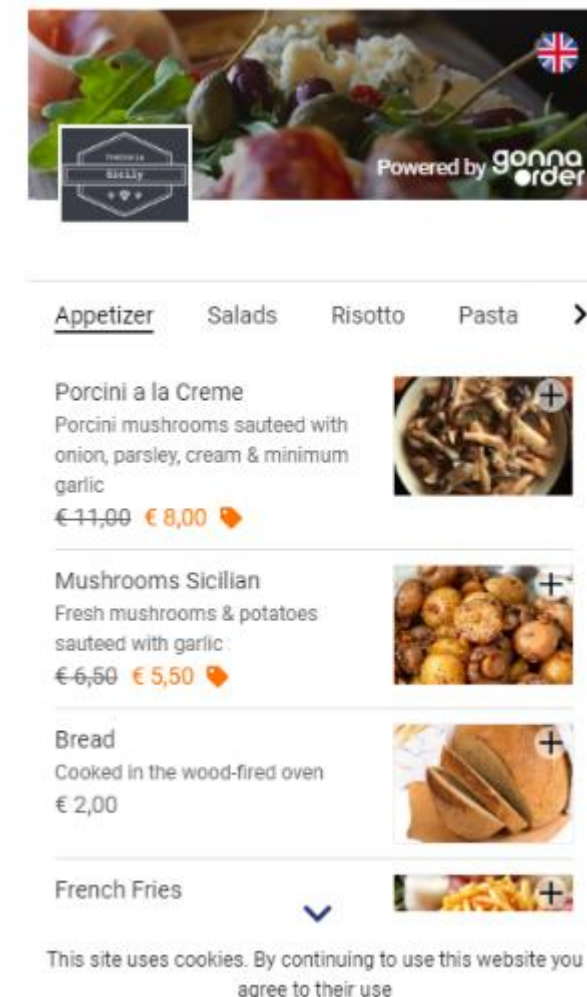 Trattoria
Sicily
Powered by gonna order
Appetizer Salads Risotto Pasta
Porcini a la Creme
Porcini mushrooms sauteed with
onion, parsley, cream & minimum
garlic
€ 11,00 € 8,00
Mushrooms Sicilian
Fresh mushrooms & potatoes
sauteed with garlic
€ 6,50 € 5,50
Bread
Cooked in the wood-fired oven
€ 2,00
French Fries
This site uses cookies. By continuing to use this website you
agree to their use